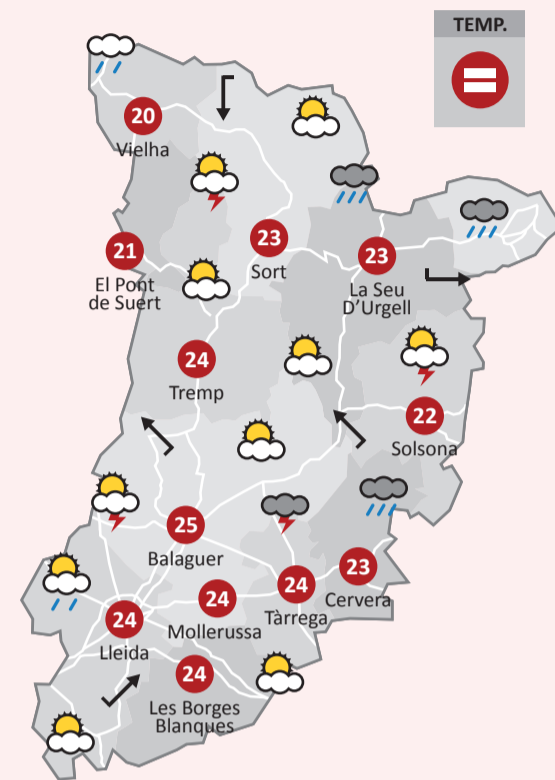 TEMP.
20
Vielha
21
El Pont
de Suert
23
Sort
23
La Seu
D'Urgell
24
Tremp
22
Solsona
25
Balaguer
24
Lleida
24
Mollerussa
24
Tàrrega
23
Cervera
24
Les Borges
Blanques